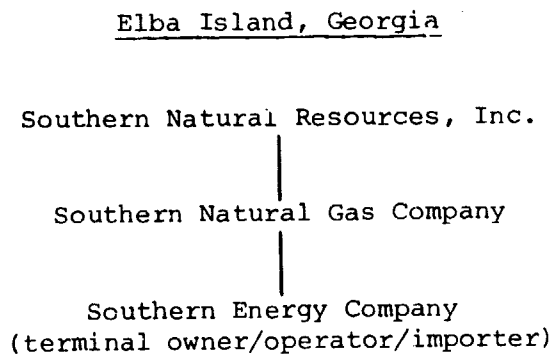 Elba Island, Georgia
Southern Natural Resources, Inc.
Southern Natural Gas Company
Southern Energy Company
(terminal owner/operator/importer)